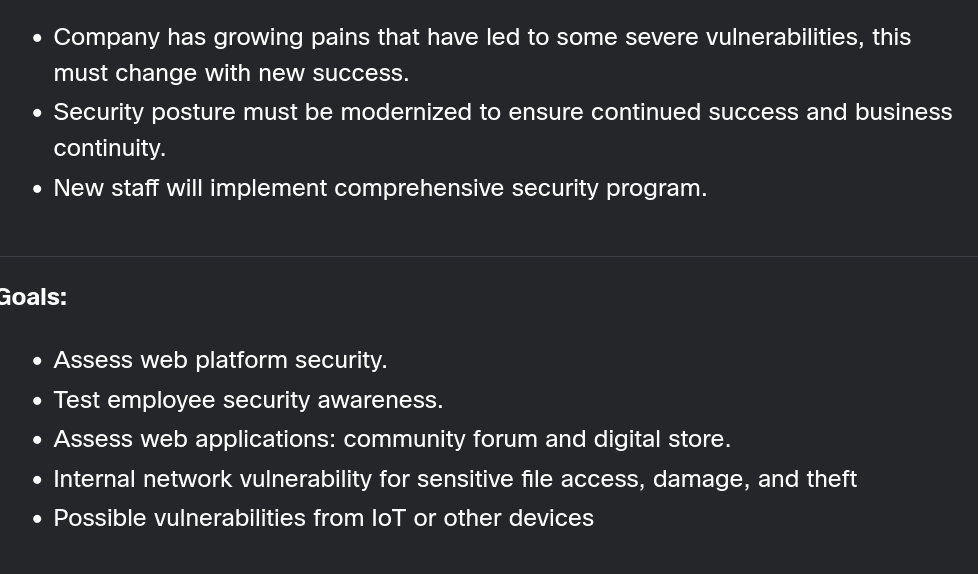 • Company has growing pains that have led to some severe vulnerabilities, this
must change with new success.
• Security posture must be modernized to ensure continued success and business
continuity.
• New staff will implement comprehensive security program.
Goals:
• Assess web platform security.
• Test employee security awareness.
• Assess web applications: community forum and digital store.
• Internal network vulnerability for sensitive file access, damage, and theft
• Possible vulnerabilities from IoT or other devices